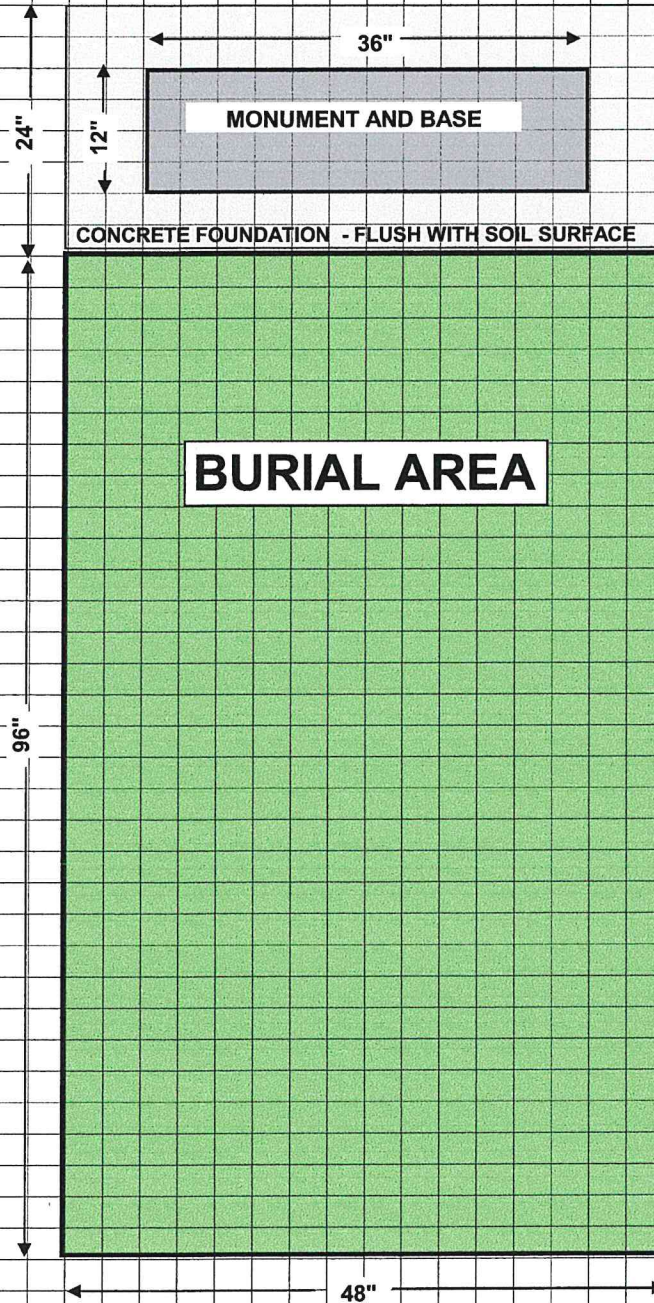 36"
24"
12"
MONUMENT AND BASE
CONCRETE FOUNDATION - FLUSH WITH SOIL SURFACE
BURIAL AREA
96"
48"